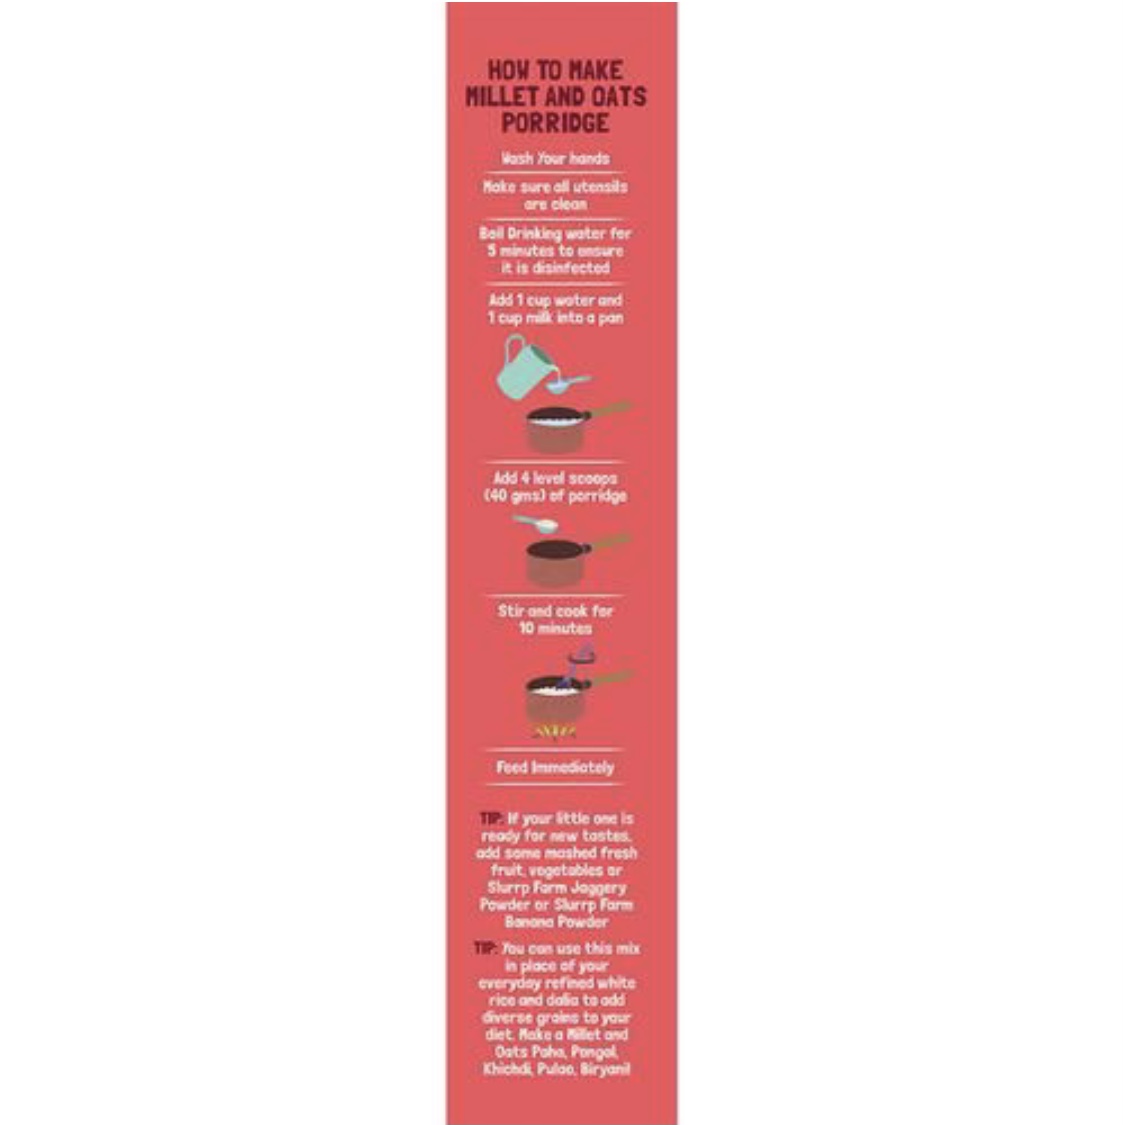 HOW TO MAKE
MILLET AND OATS
PORRIDGE
Wash Your hands
Make sure all utensils
are clean
Boil Drinking water for
5 minutes to ensure
it is disinfected
Add 1 cup water and
1 cup milk into a pan
Add 4 level scoops
(40 gms) of porridge
Stir and cook for
10 minutes
Feed Immediately
TIP: If your little one is
ready for new tastes,
add some mashed fresh
fruit, vegetables or
Slurrp Farm Jaggery
Powder or Slurrp Farm
Banana Powder
TIP: You can use this mix
in place of your
everyday refined white
rice and dalia to add
diverse grains to your
diet. Make a Millet and
Oats Poha, Pongal,
Khichdi, Pulao, Biryani!